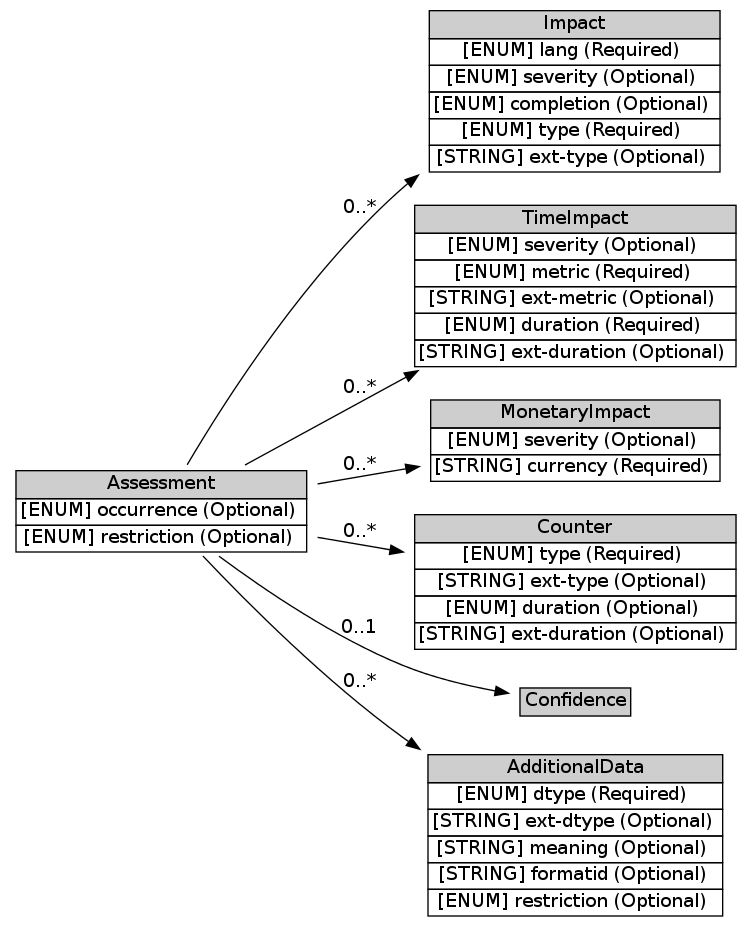 Impact
[ENUM] lang (Required)
[ENUM] severity (Optional)
[ENUM] completion (Optional)
[ENUM] type (Required)
[STRING] ext-type (Optional)
0..*
TimeImpact
[ENUM] severity (Optional)
[ENUM] metric (Required)
[STRING] ext-metric (Optional)
[ENUM] duration (Required)
[STRING] ext-duration (Optional)
0..*
MonetaryImpact
[ENUM] severity (Optional)
[STRING] currency (Required)
0..*
Assessment
[ENUM] occurrence (Optional)
[ENUM] restriction (Optional)
0..*
Counter
[ENUM] type (Required)
[STRING] ext-type (Optional)
[ENUM] duration (Optional)
[STRING] ext-duration (Optional)
0..1
Confidence
0..*
AdditionalData
[ENUM] dtype (Required)
[STRING] ext-dtype (Optional)
[STRING] meaning (Optional)
[STRING] formatid (Optional)
[ENUM] restriction (Optional)